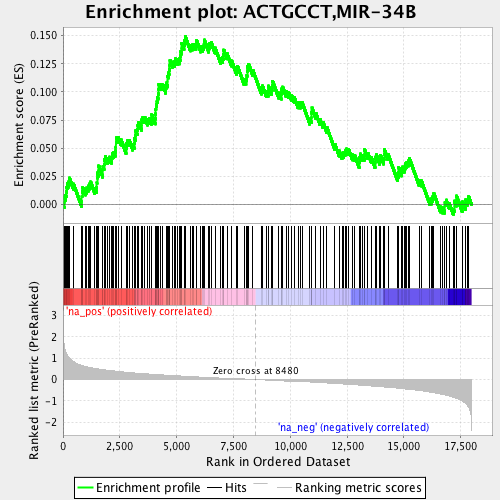 Enrichment plot: ACTGCCT,MIR-34B
Enrichment score (ES)
0.150
0.125
0.100
0.075
0.050
0.025
0.000
'na_pos' (positively correlated)
Ranked list metric (PreRanked)
3
2
1
0
-1
-2
Zero cross at 8480
'na_neg' (negatively correlated)
0
2,500
5,000
7,500
10,000
12,500
15,000
17,500
Rank in Ordered Dataset
Enrichment profile
Hits
Ranking metric scores